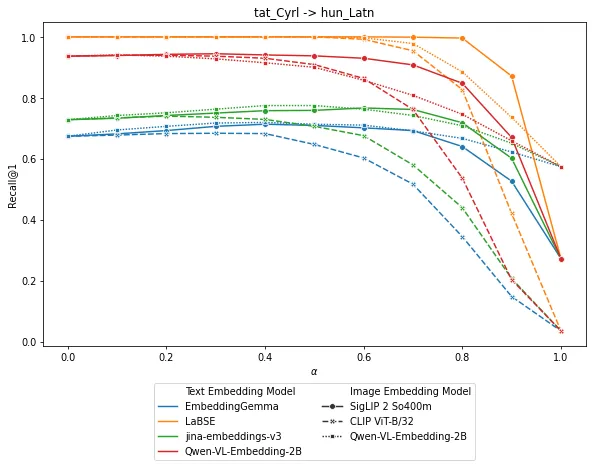 tat_Cyrl -> hun_Latn
1.0
0.8
0.6
0.4
0.2
0.0
Recall@1
0.0 0.2 0.4 0.6 0.8 1.0
α
Text Embedding Model
EmbeddingGemma
LaBSE
jina-embeddings-v3
Qwen-VL-Embedding-2B
Image Embedding Model
SigLIP 2 So400m
CLIP ViT-B/32
Qwen-VL-Embedding-2B